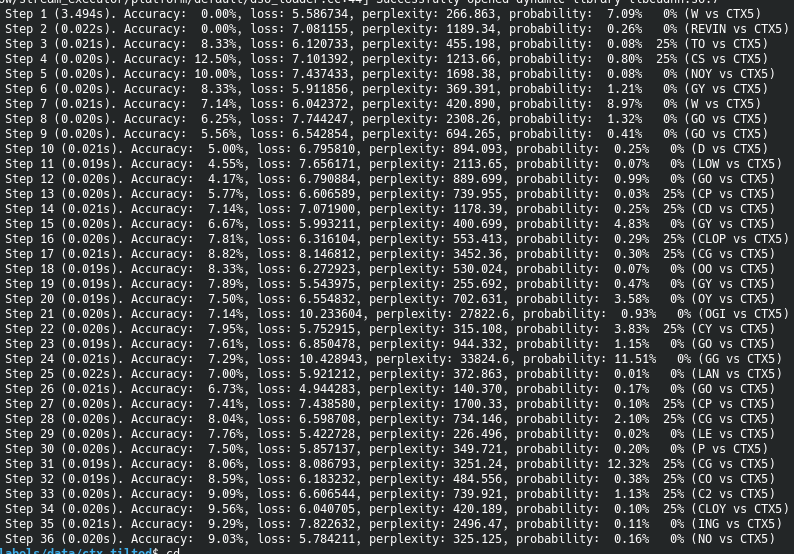 Step 1 (3.494s). Accuracy:  0.00%, loss: 5.586734, perplexity: 266.863, probability:  7.09%   0% (W vs CTX5)
Step 2 (0.022s). Accuracy:  0.00%, loss: 7.081155, perplexity: 1189.34, probability:  0.26%   0% (REVIN vs CTX5)
Step 3 (0.021s). Accuracy:  8.33%, loss: 6.120733, perplexity: 455.198, probability:  0.08%  25% (TO vs CTX5)
Step 4 (0.020s). Accuracy: 12.50%, loss: 7.101392, perplexity: 1213.66, probability:  0.80%  25% (CS vs CTX5)
Step 5 (0.020s). Accuracy: 10.00%, loss: 7.437433, perplexity: 1698.38, probability:  0.08%   0% (NOY vs CTX5)
Step 6 (0.020s). Accuracy:  8.33%, loss: 5.911856, perplexity: 369.391, probability:  1.21%   0% (GY vs CTX5)
Step 7 (0.021s). Accuracy:  7.14%, loss: 6.042372, perplexity: 420.890, probability:  8.97%   0% (W vs CTX5)
Step 8 (0.020s). Accuracy:  6.25%, loss: 7.744247, perplexity: 2308.26, probability:  1.32%   0% (GO vs CTX5)
Step 9 (0.020s). Accuracy:  5.56%, loss: 6.542854, perplexity: 694.265, probability:  0.41%   0% (GO vs CTX5)
Step 10 (0.021s). Accuracy:  5.00%, loss: 6.795810, perplexity: 894.093, probability:  0.25%   0% (D vs CTX5)
Step 11 (0.019s). Accuracy:  4.55%, loss: 7.656171, perplexity: 2113.65, probability:  0.07%   0% (LOW vs CTX5)
Step 12 (0.020s). Accuracy:  4.17%, loss: 6.790884, perplexity: 889.699, probability:  0.99%   0% (GO vs CTX5)
Step 13 (0.020s). Accuracy:  5.77%, loss: 6.606589, perplexity: 739.955, probability:  0.03%  25% (CP vs CTX5)
Step 14 (0.021s). Accuracy:  7.14%, loss: 7.071900, perplexity: 1178.39, probability:  0.25%  25% (CD vs CTX5)
Step 15 (0.020s). Accuracy:  6.67%, loss: 5.993211, perplexity: 400.699, probability:  4.83%   0% (GY vs CTX5)
Step 16 (0.020s). Accuracy:  7.81%, loss: 6.316104, perplexity: 553.413, probability:  0.29%  25% (CLOP vs CTX5)
Step 17 (0.021s). Accuracy:  8.82%, loss: 8.146812, perplexity: 3452.36, probability:  0.30%  25% (CG vs CTX5)
Step 18 (0.019s). Accuracy:  8.33%, loss: 6.272923, perplexity: 530.024, probability:  0.07%   0% (OO vs CTX5)
Step 19 (0.019s). Accuracy:  7.89%, loss: 5.543975, perplexity: 255.692, probability:  0.47%   0% (GY vs CTX5)
Step 20 (0.019s). Accuracy:  7.50%, loss: 6.554832, perplexity: 702.631, probability:  3.58%   0% (OY vs CTX5)
Step 21 (0.020s). Accuracy:  7.14%, loss: 10.233604, perplexity: 27822.6, probability:  0.93%   0% (OGI vs CTX5)
Step 22 (0.020s). Accuracy:  7.95%, loss: 5.752915, perplexity: 315.108, probability:  3.83%  25% (CY vs CTX5)
Step 23 (0.019s). Accuracy:  7.61%, loss: 6.850478, perplexity: 944.332, probability:  1.15%   0% (GO vs CTX5)
Step 24 (0.021s). Accuracy:  7.29%, loss: 10.428943, perplexity: 33824.6, probability: 11.51%   0% (GG vs CTX5)
Step 25 (0.022s). Accuracy:  7.00%, loss: 5.921212, perplexity: 372.863, probability:  0.01%   0% (LAN vs CTX5)
Step 26 (0.021s). Accuracy:  6.73%, loss: 4.944283, perplexity: 140.370, probability:  0.17%   0% (GO vs CTX5)
Step 27 (0.020s). Accuracy:  7.41%, loss: 7.438580, perplexity: 1700.33, probability:  0.10%  25% (CP vs CTX5)
Step 28 (0.020s). Accuracy:  8.04%, loss: 6.598708, perplexity: 734.146, probability:  2.10%  25% (CG vs CTX5)
Step 29 (0.019s). Accuracy:  7.76%, loss: 5.422728, perplexity: 226.496, probability:  0.02%   0% (LE vs CTX5)
Step 30 (0.020s). Accuracy:  7.50%, loss: 5.857137, perplexity: 349.721, probability:  0.20%   0% (P vs CTX5)
Step 31 (0.019s). Accuracy:  8.06%, loss: 8.086793, perplexity: 3251.24, probability: 12.32%  25% (CG vs CTX5)
Step 32 (0.019s). Accuracy:  8.59%, loss: 6.183232, perplexity: 484.556, probability:  0.38%  25% (CO vs CTX5)
Step 33 (0.020s). Accuracy:  9.09%, loss: 6.606544, perplexity: 739.921, probability:  1.13%  25% (C2 vs CTX5)
Step 34 (0.020s). Accuracy:  9.56%, loss: 6.040705, perplexity: 420.189, probability:  0.10%  25% (CLOY vs CTX5)
Step 35 (0.021s). Accuracy:  9.29%, loss: 7.822632, perplexity: 2496.47, probability:  0.11%   0% (ING vs CTX5)
Step 36 (0.020s). Accuracy:  9.03%, loss: 5.784211, perplexity: 325.125, probability:  0.16%   0% (NO vs CTX5)
labels/data/ctx-tilted$ cd